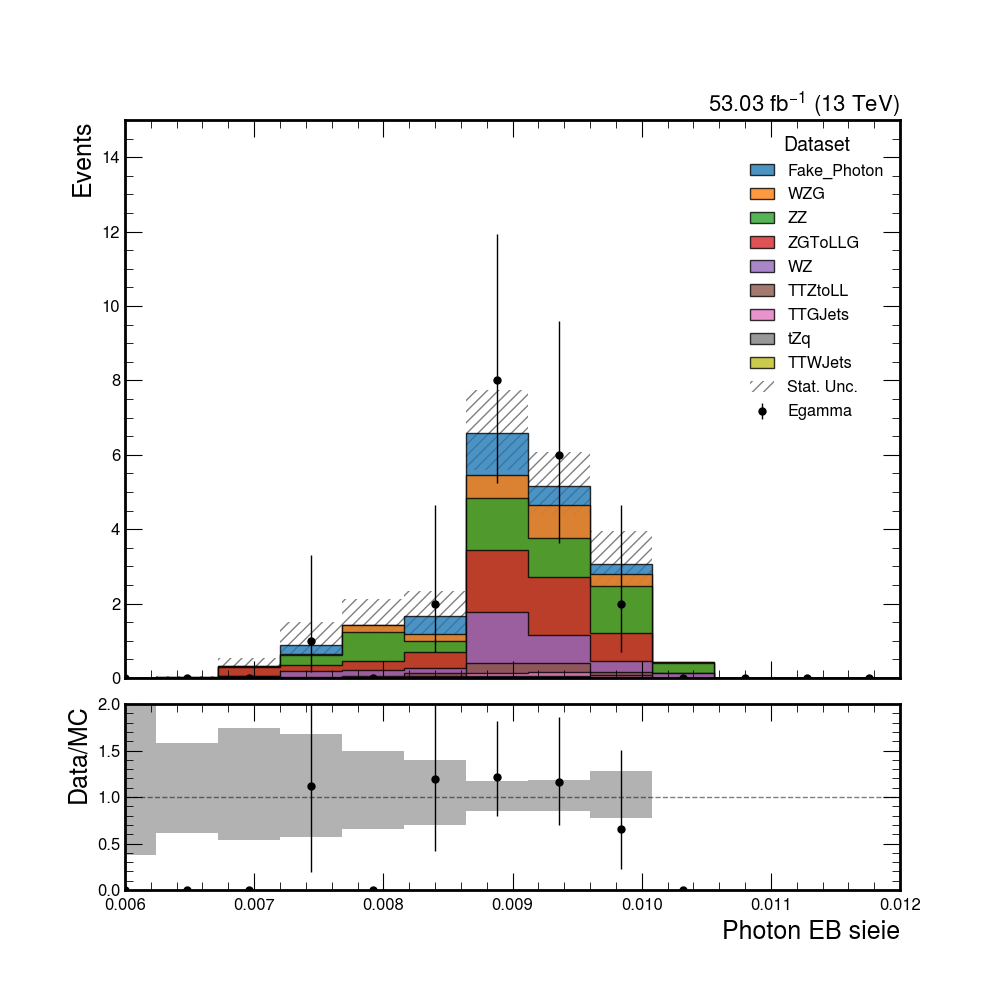 53.03 fb⁻¹ (13 TeV)
Events
14
12
10
8
6
4
2
0
Dataset
Fake_Photon
WZG
ZZ
ZGToLLG
WZ
TTZtoLL
TTGJets
tZq
TTWJets
Stat. Unc.
Egamma
Data/MC
2.0
1.5
1.0
0.5
0.0
0.006 0.007 0.008 0.009 0.010 0.011 0.012
Photon EB sieie